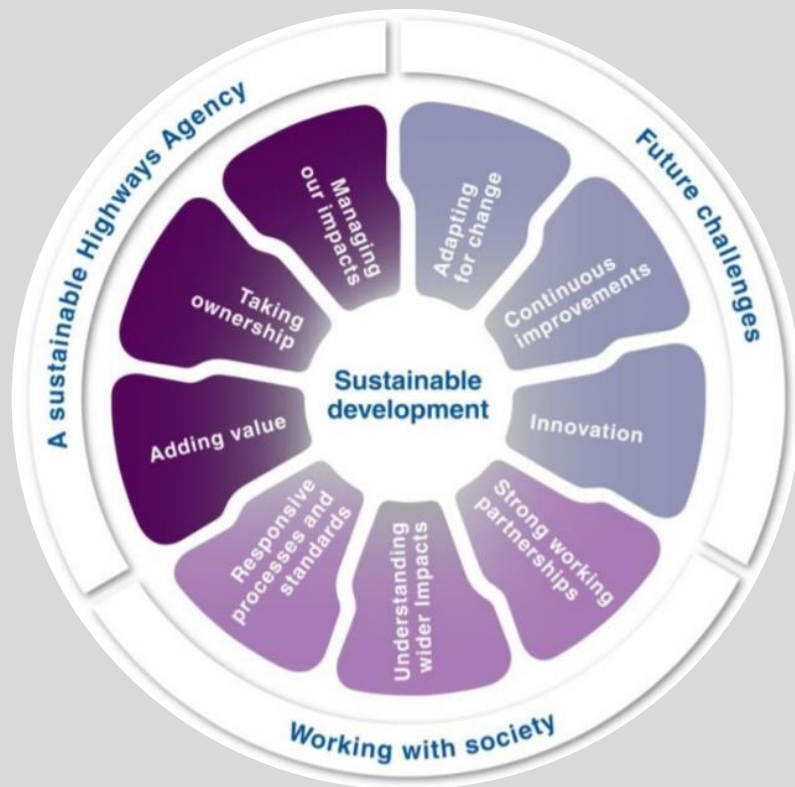 A sustainable Highways Agency
Future challenges
Managing
our impacts
Adapting
for change
Taking
ownership
Continuous
improvements
Sustainable
development
Adding value
Innovation
Responsive
processes and
standards
Understanding
wider Impacts
Strong working
partnerships
Working with society